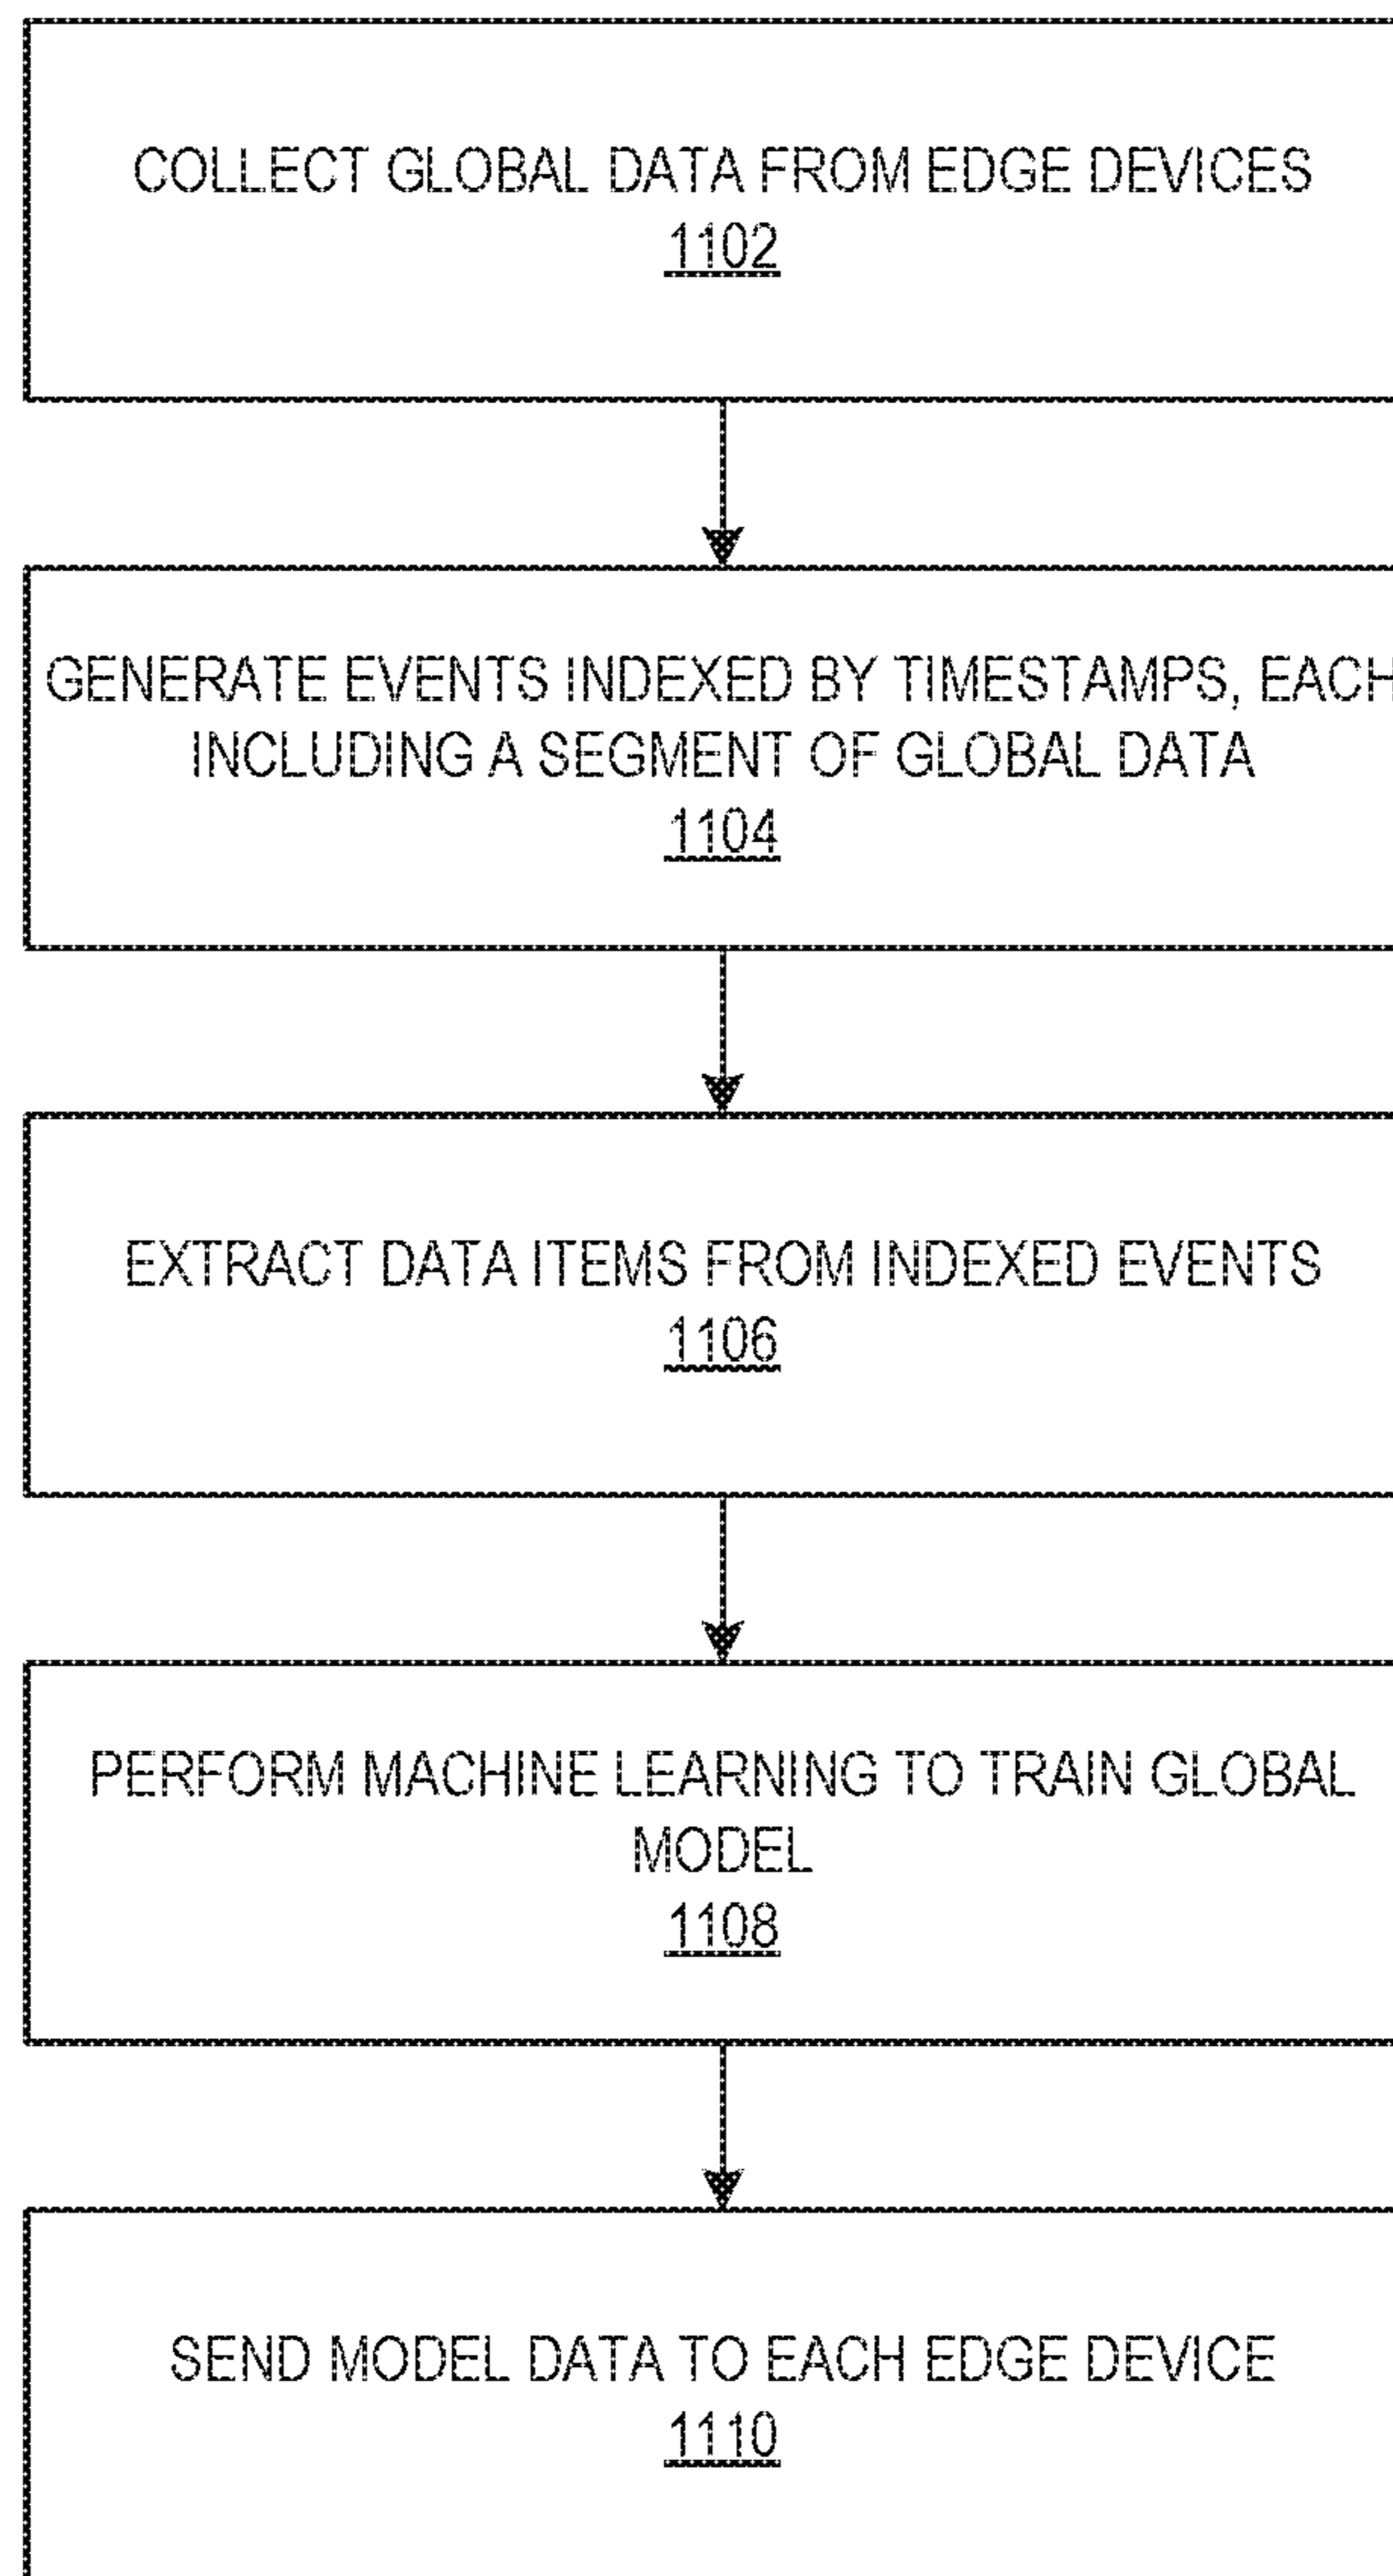 COLLECT GLOBAL DATA FROM EDGE DEVICES
1102
GENERATE EVENTS INDEXED BY TIMESTAMPS, EACH
INCLUDING A SEGMENT OF GLOBAL DATA
1104
EXTRACT DATA ITEMS FROM INDEXED EVENTS
1106
PERFORM MACHINE LEARNING TO TRAIN GLOBAL
MODEL
1108
SEND MODEL DATA TO EACH EDGE DEVICE
1110